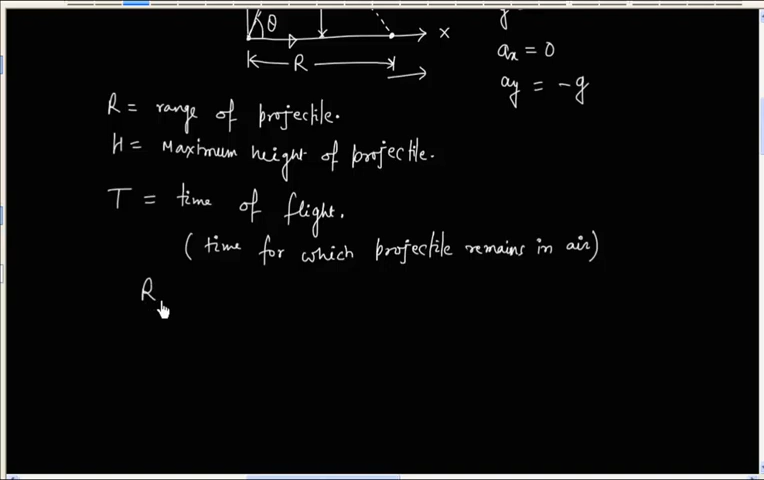 θ
x
R
ax = 0
ay = -g
R = range of projectile.
H = Maximum height of projectile.
T = time of flight.
(time for which projectile remains in air)
R